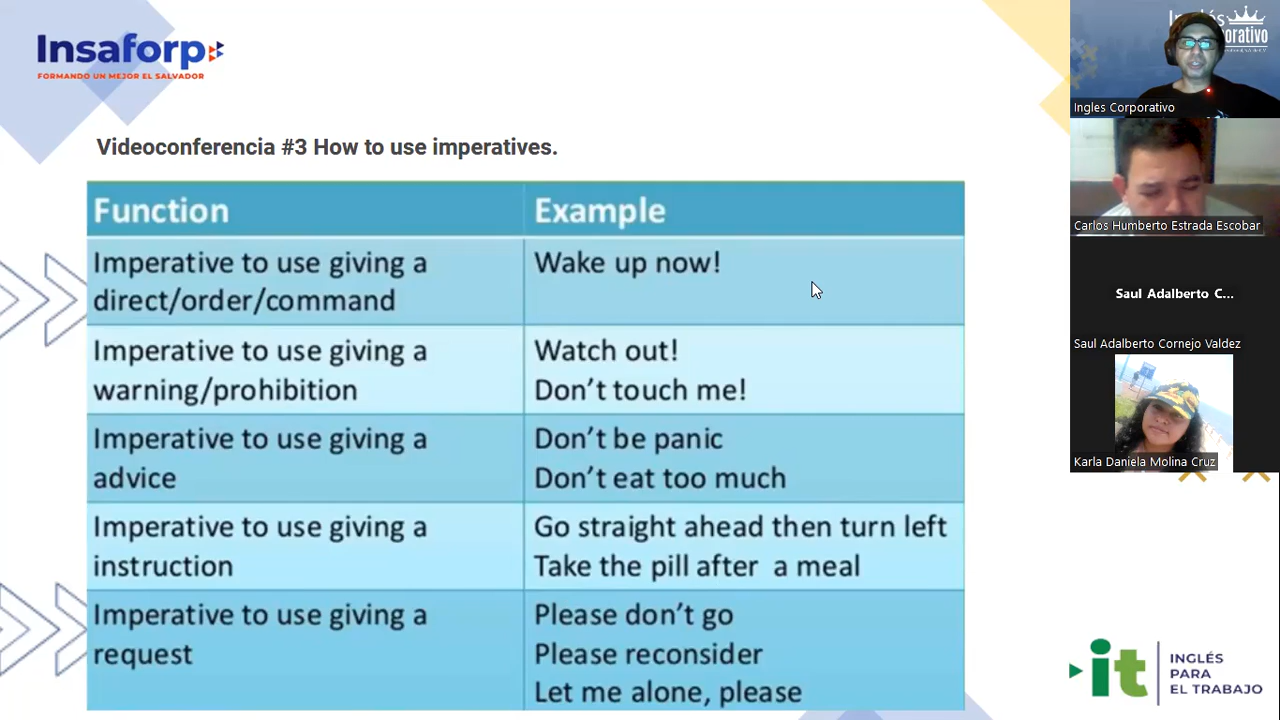 Insaforp
FORMANDO UN MEJOR EL SALVADOR
Videoconferencia #3 How to use imperatives.
Function
Example
Imperative to use giving a
direct/order/command
Wake up now!
Imperative to use giving a
warning/prohibition
Watch out!
Don't touch me!
Imperative to use giving a
advice
Don't be panic
Don't eat too much
Imperative to use giving a
instruction
Go straight ahead then turn left
Take the pill after a meal
Imperative to use giving a
request
Please don't go
Please reconsider
Let me alone, please
Ingles Corporativo
Carlos Humberto Estrada Escobar
Saul Adalberto C...
Saul Adalberto Cornejo Valdez
Karla Daniela Molina Cruz
it
INGLÉS
PARA
EL TRABAJO